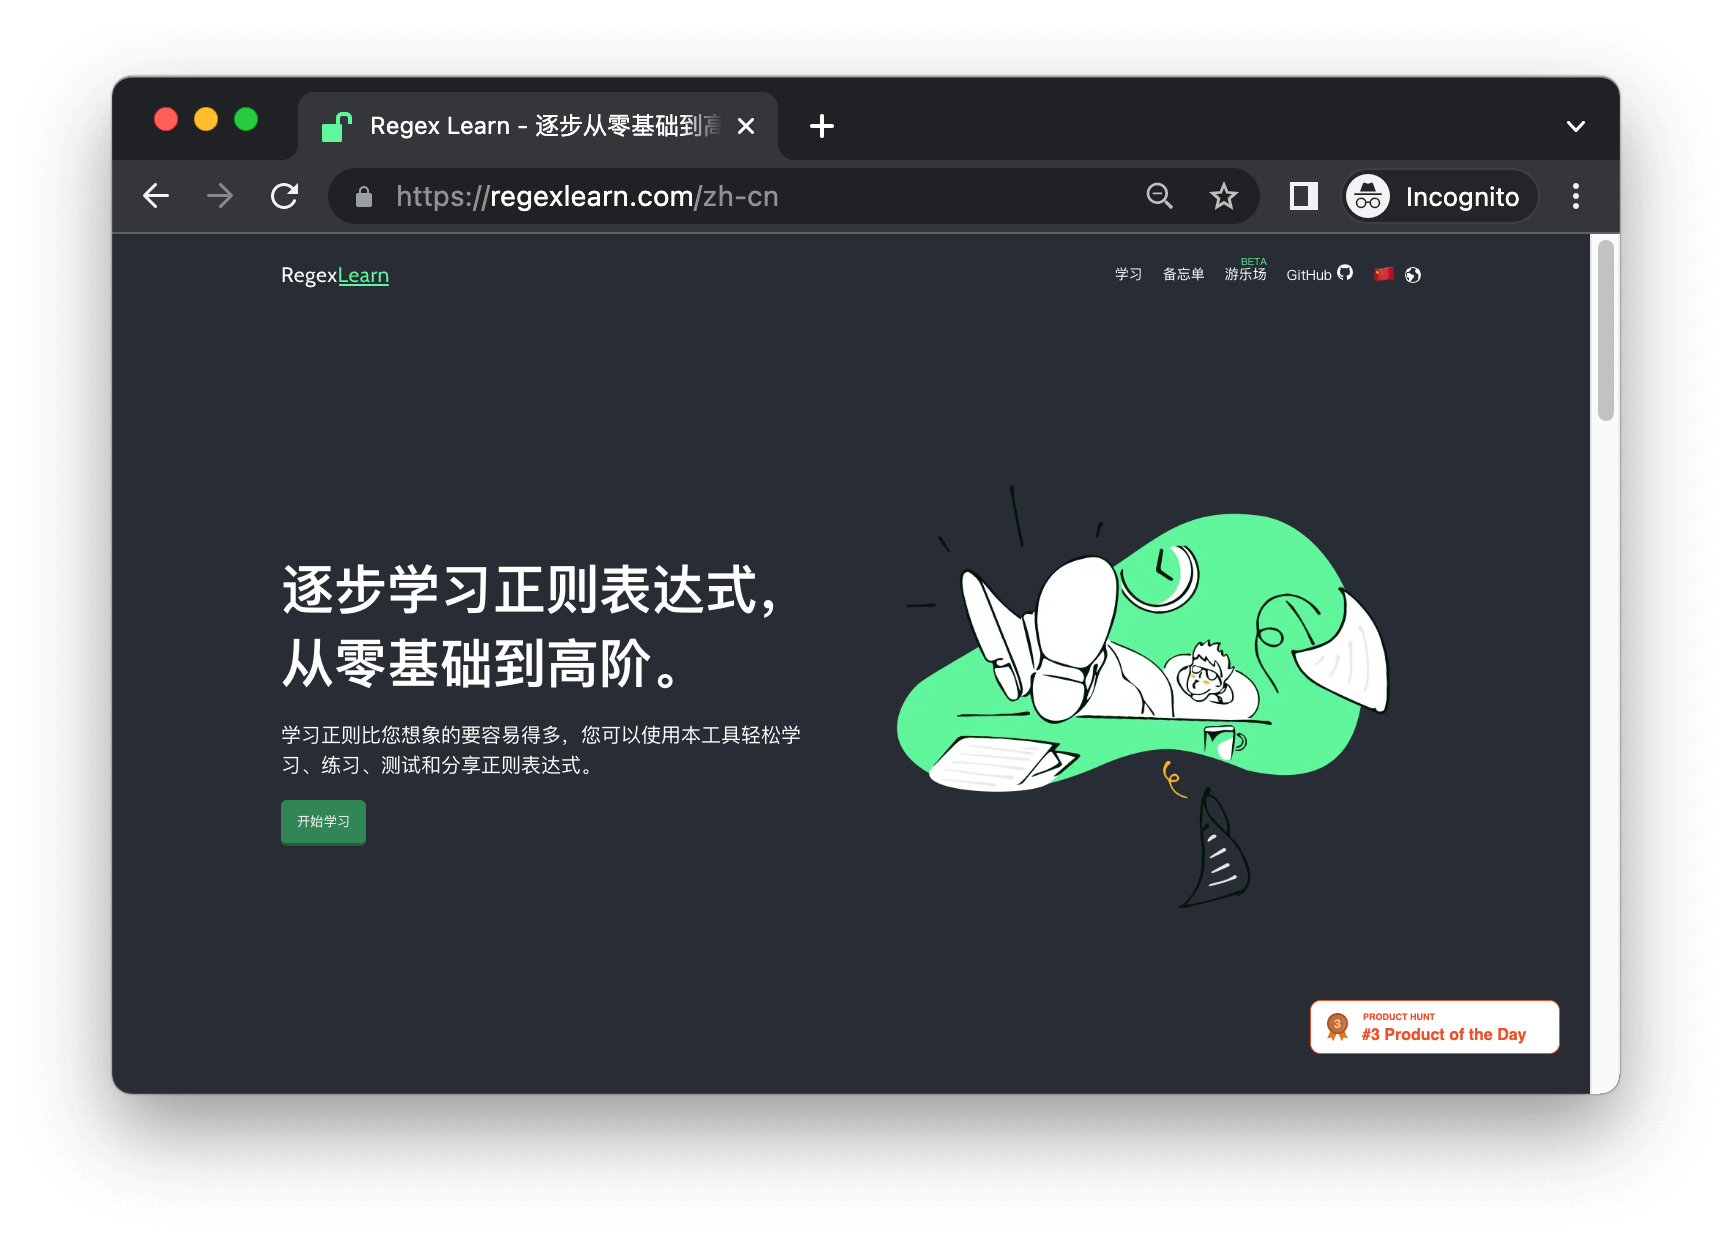 Regex Learn - 逐步从零基础到高
https://regexlearn.com/zh-cn
Incognito
RegexLearn
学习 备忘单 游乐场 BETA GitHub
逐步学习正则表达式，
从零基础到高阶。
学习正则比您想象的要容易得多，您可以使用本工具轻松学
习、练习、测试和分享正则表达式。
开始学习
3
PRODUCT HUNT
#3 Product of the Day